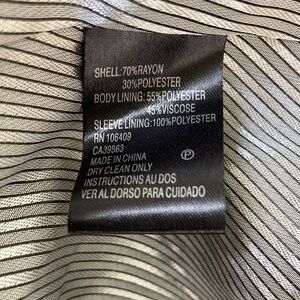 SHELL: 70%RAYON
30%POLYESTER
BODY LINING: 55%POLYESTER
45%VISCOSE
SLEEVE LINING: 100%POLYESTER
RN 106409
CA39863
MADE IN CHINA
DRY CLEAN ONLY
INSTRUCTIONS AU DOS
VER AL DORSO PARA CUIDADO
P